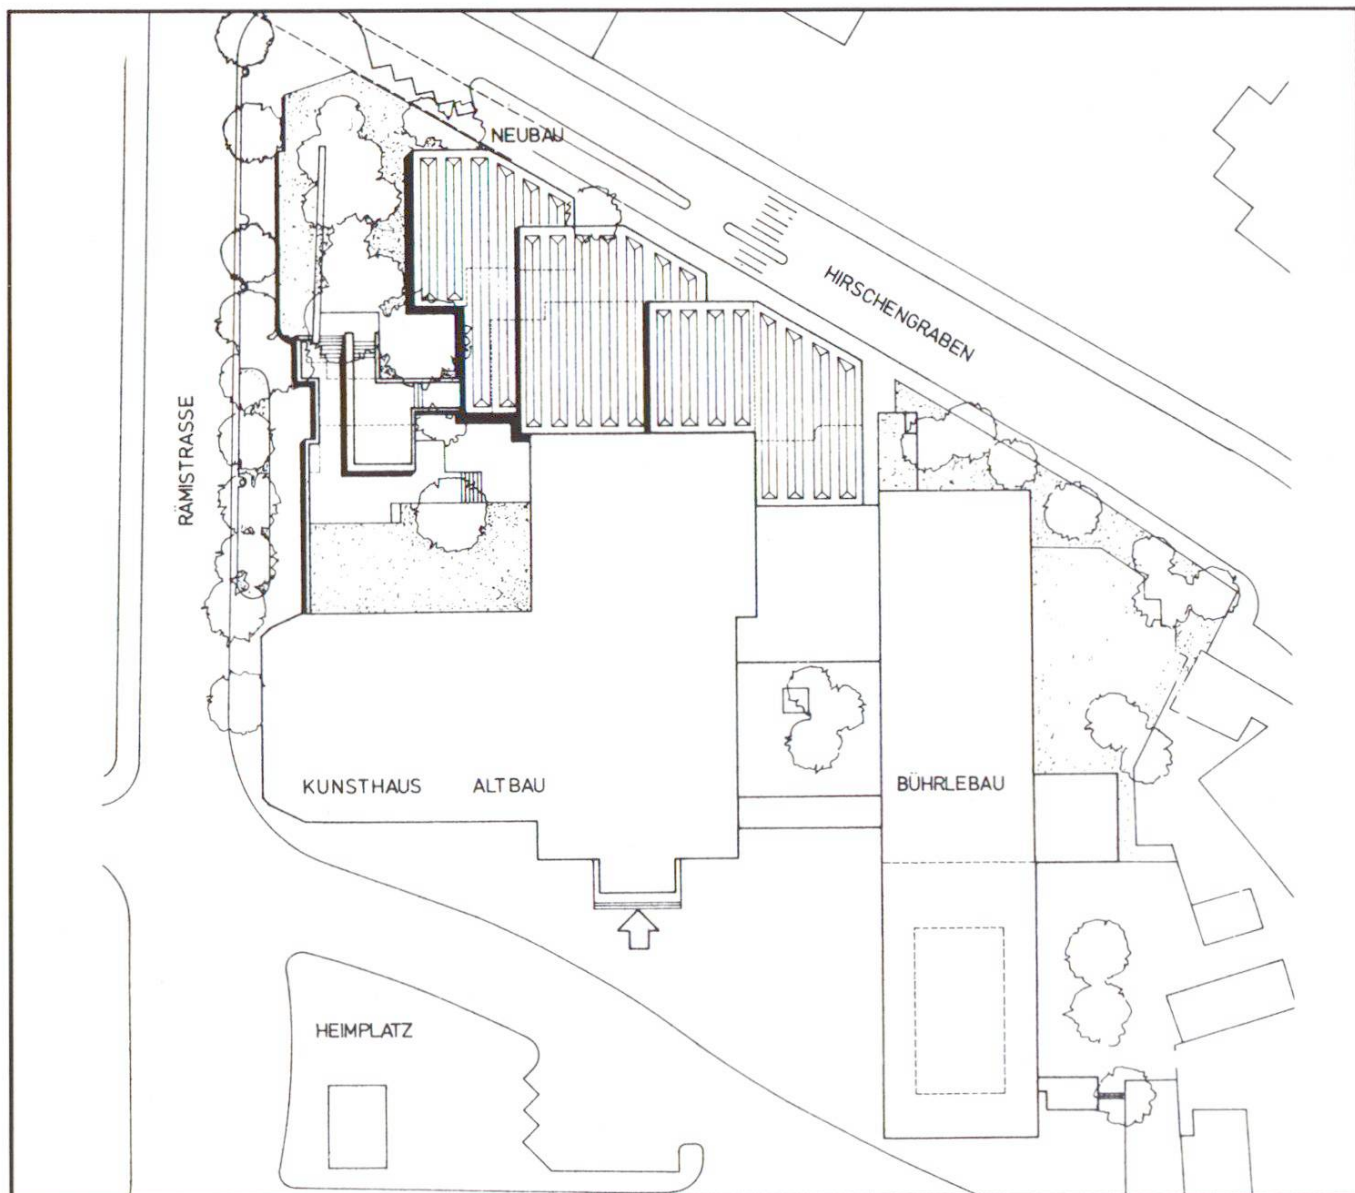 NEUBAU
HIRSCHENGRABEN
RÄMISTRASSE
KUNSTHAUS ALTBAU
BÜHRLEBAU
HEIMPLATZ